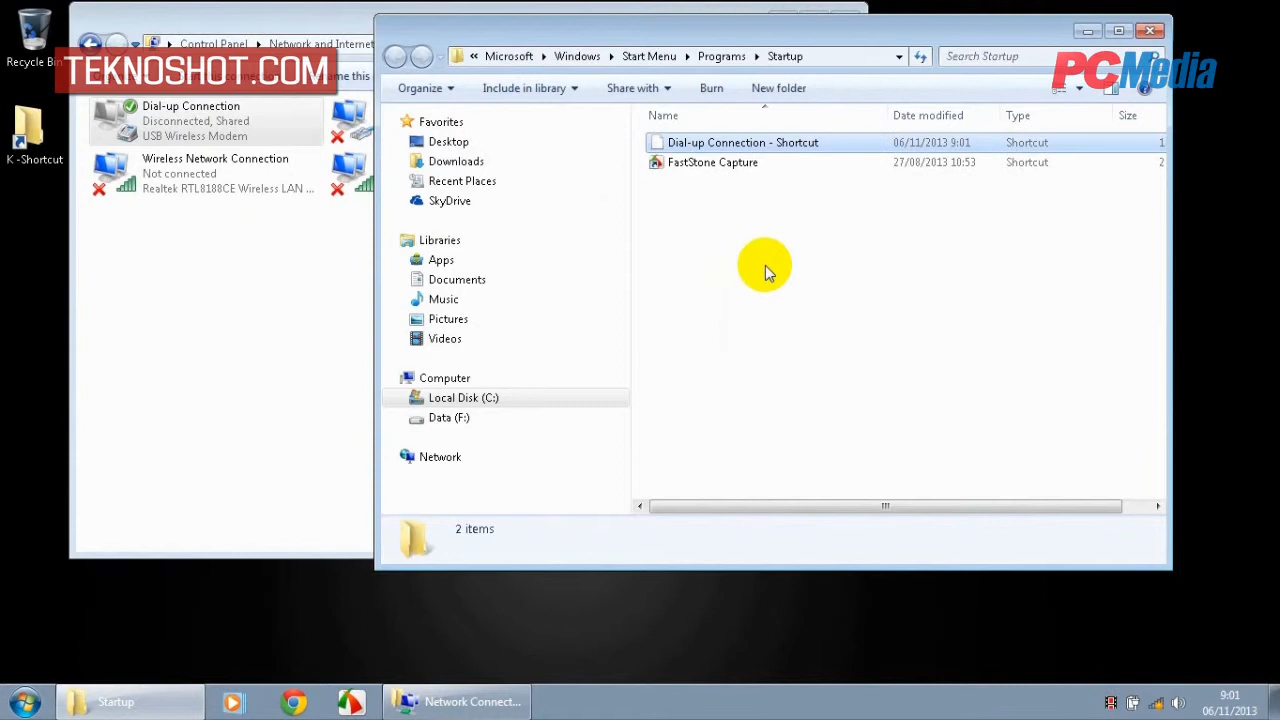 Recycle Bin
K -Shortcut
TEKNOSHOT.COM
PCMedia
Control Panel
Network and Internet
Dial-up Connection
Disconnected, Shared
USB Wireless Modem
Wireless Network Connection
Not connected
Realtek RTL8188CE Wireless LAN ...
« Microsoft Windows Start Menu Programs Startup
Search Startup
Organize Include in library Share with Burn New folder
Favorites
Desktop
Downloads
Recent Places
SkyDrive
Libraries
Apps
Documents
Music
Pictures
Videos
Computer
Local Disk (C:)
Data (F:)
Network
Name Date modified Type Size
Dial-up Connection - Shortcut 06/11/2013 9:01 Shortcut 1
FastStone Capture 27/08/2013 10:53 Shortcut 2
2 items
Startup
Network Connect...
9:01
06/11/2013